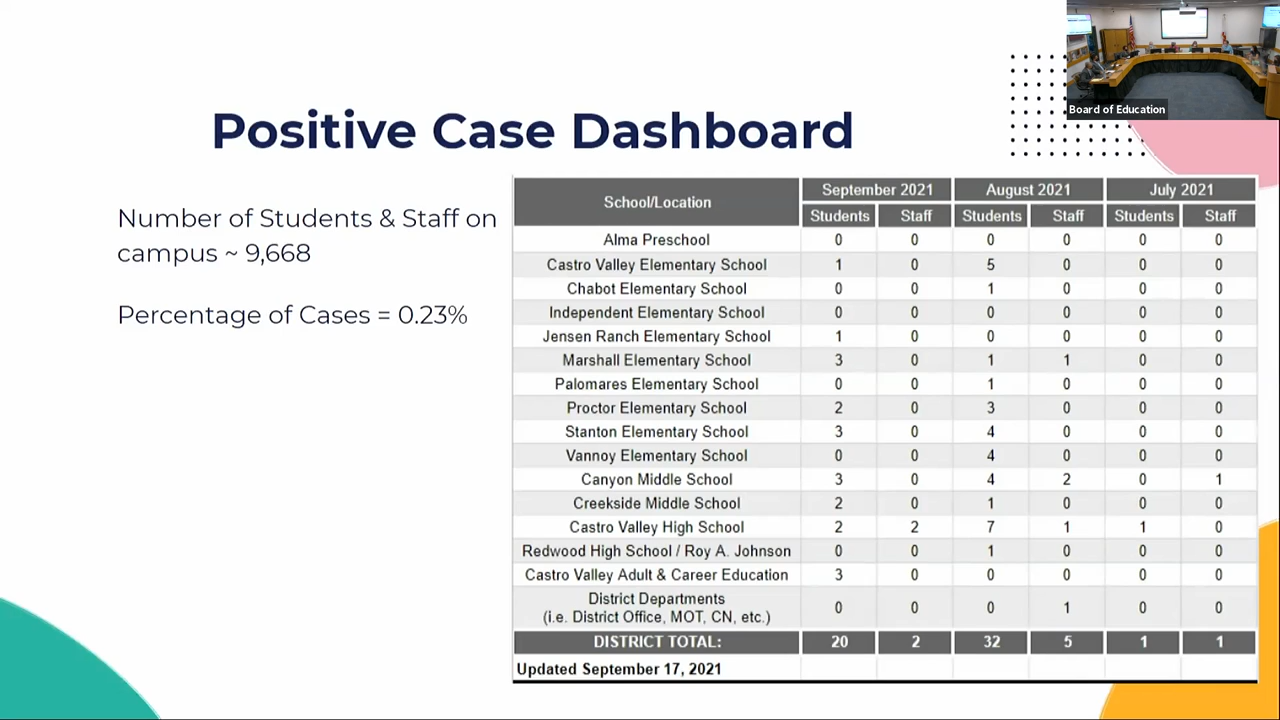 Board of Education
Positive Case Dashboard
Number of Students & Staff on
campus ~ 9,668
Percentage of Cases = 0.23%
School/Location September 2021 August 2021 July 2021
Students Staff Students Staff Students Staff
Alma Preschool 0 0 0 0 0 0
Castro Valley Elementary School 1 0 5 0 0 0
Chabot Elementary School 0 0 1 0 0 0
Independent Elementary School 0 0 0 0 0 0
Jensen Ranch Elementary School 1 0 0 0 0 0
Marshall Elementary School 3 0 1 1 0 0
Palomares Elementary School 0 0 1 0 0 0
Proctor Elementary School 2 0 3 0 0 0
Stanton Elementary School 3 0 4 0 0 0
Vannoy Elementary School 0 0 4 0 0 0
Canyon Middle School 3 0 4 2 0 1
Creekside Middle School 2 0 1 0 0 0
Castro Valley High School 2 2 7 1 1 0
Redwood High School / Roy A. Johnson 0 0 1 0 0 0
Castro Valley Adult & Career Education 3 0 0 0 0 0
District Departments
(i.e. District Office, MOT, CN, etc.) 0 0 0 1 0 0
DISTRICT TOTAL: 20 2 32 5 1 1
Updated September 17, 2021